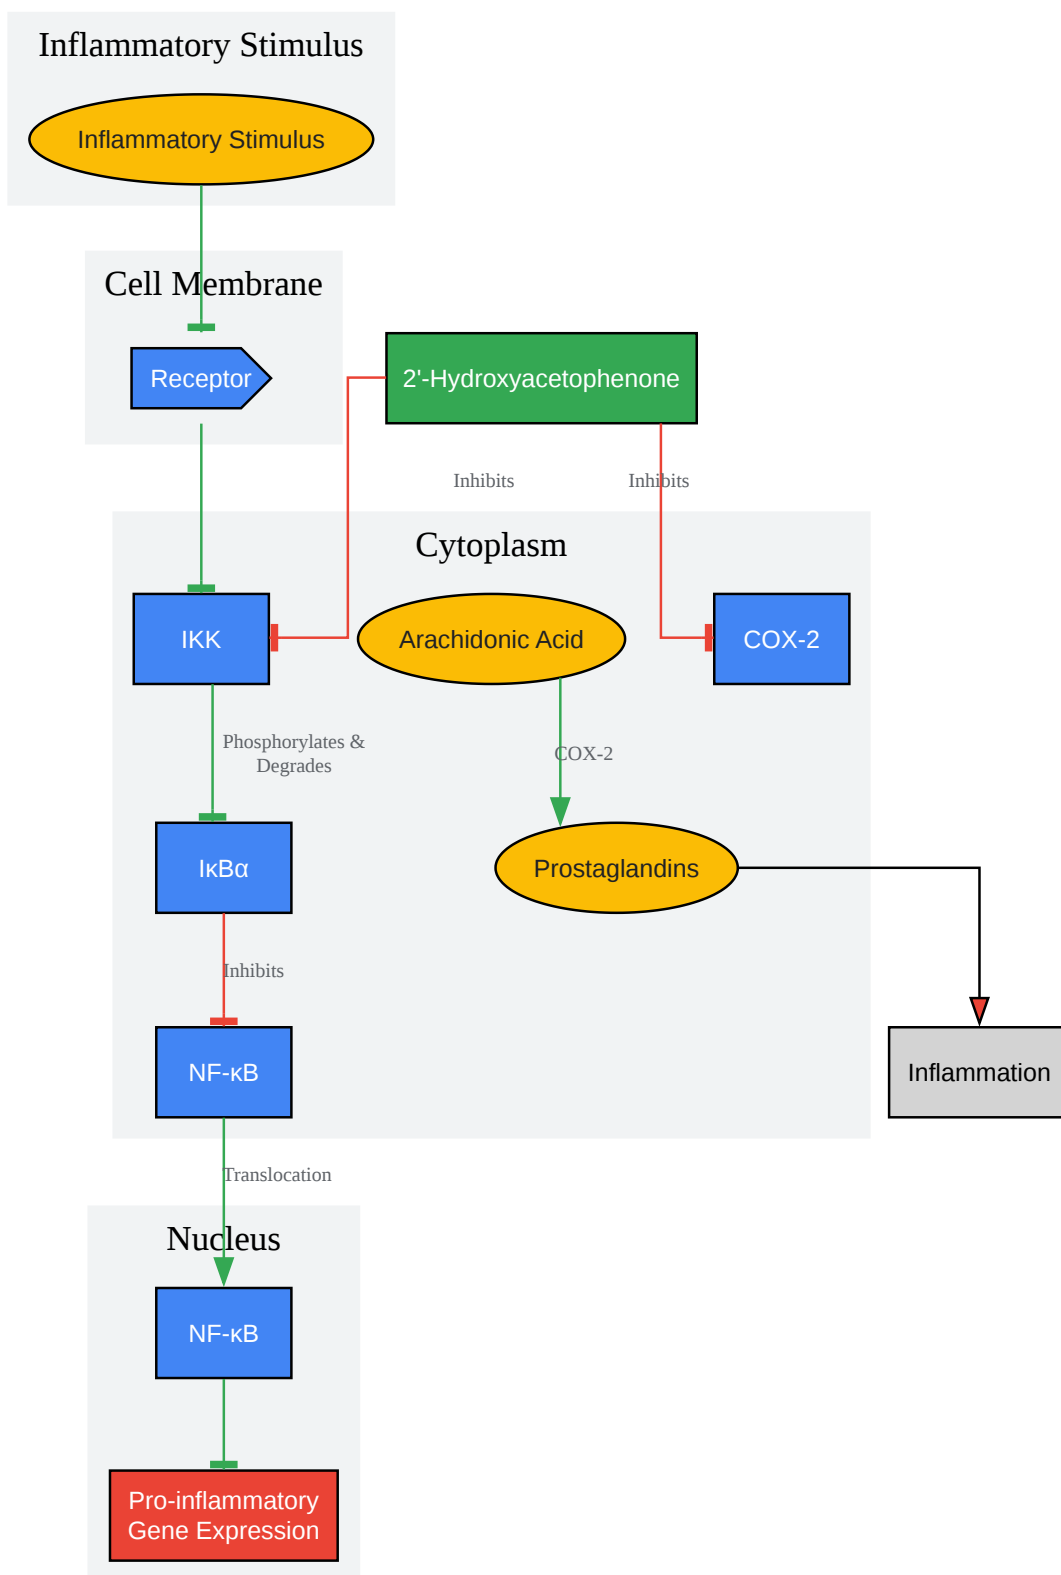 Inflammatory Stimulus
Inflammatory Stimulus
Cell Membrane
Receptor
2'-Hydroxyacetophenone
Inhibits
Inhibits
Cytoplasm
IKK
Arachidonic Acid
COX-2
Phosphorylates &
Degrades
COX-2
IκBα
Prostaglandins
Inhibits
NF-κB
Inflammation
Translocation
Nucleus
NF-κB
Pro-inflammatory
Gene Expression